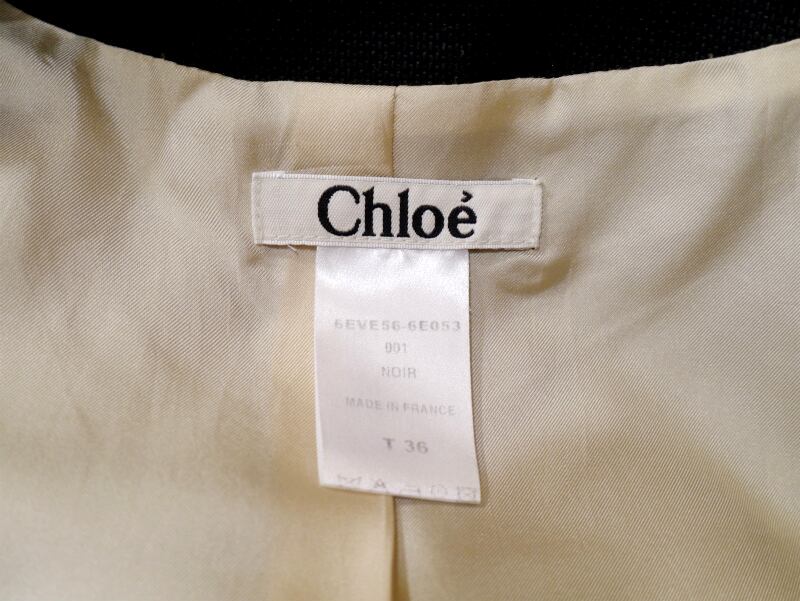 Chloé
6EVE56-6E053
001
NOIR
MADE IN FRANCE
T 36